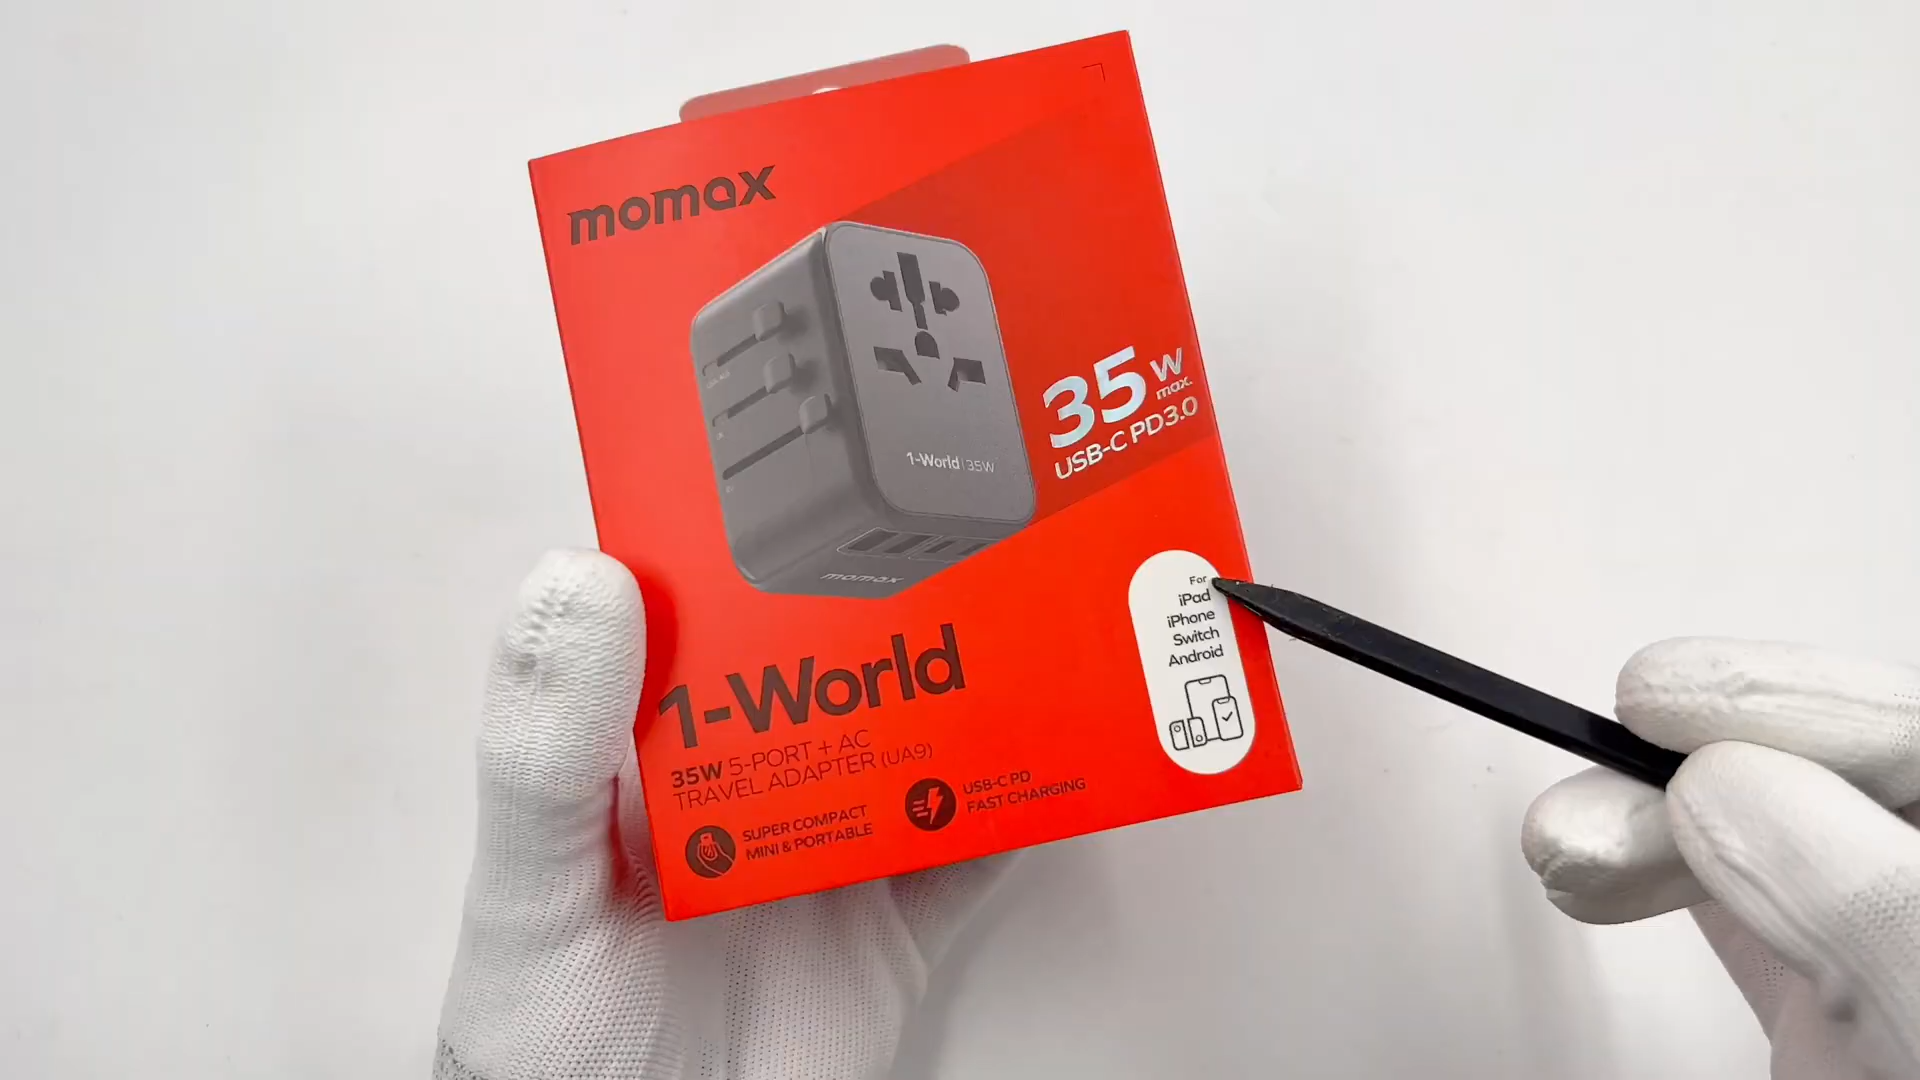 momax
1-World | 35W
momax
35W max.
USB-C PD3.0
For
iPad
iPhone
Switch
Android
1-World
35W 5-PORT + AC
TRAVEL ADAPTER (UA9)
SUPER COMPACT
MINI & PORTABLE
USB-C PD
FAST CHARGING